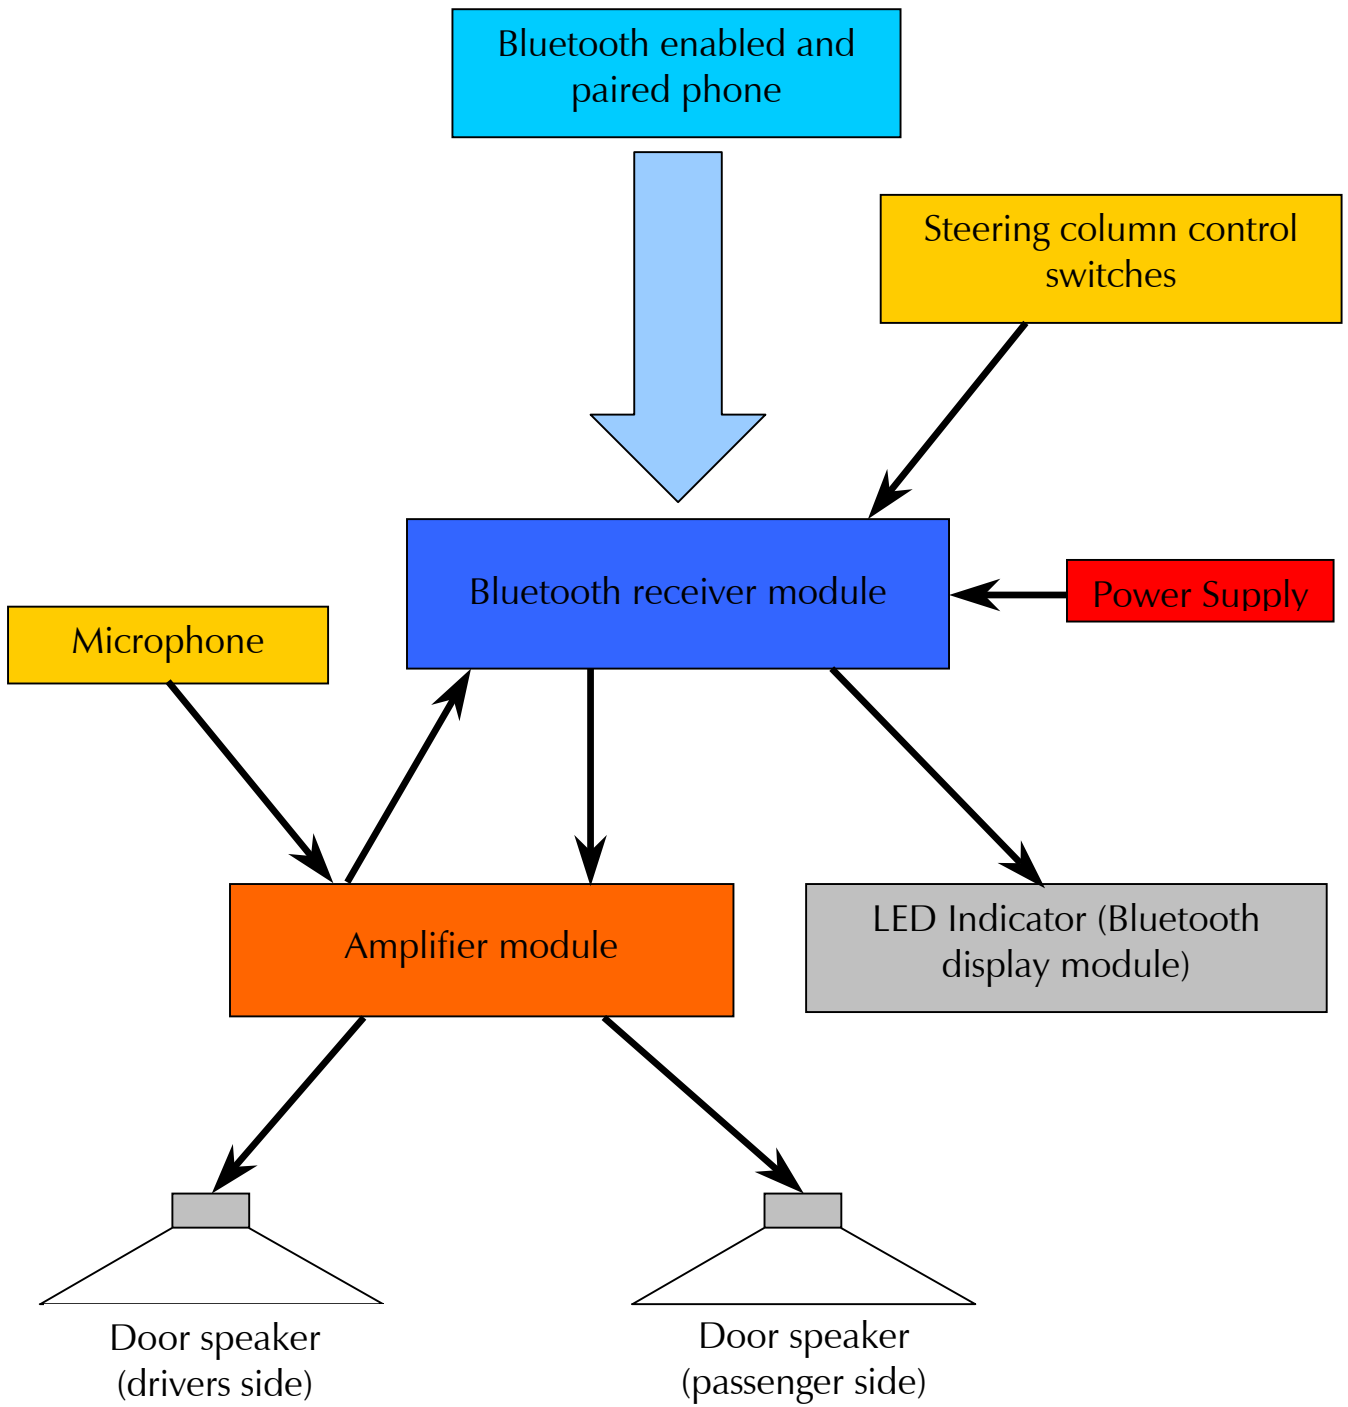 Bluetooth enabled and
paired phone
Steering column control
switches
Bluetooth receiver module
Power Supply
Microphone
Amplifier module
LED Indicator (Bluetooth
display module)
Door speaker
(drivers side)
Door speaker
(passenger side)